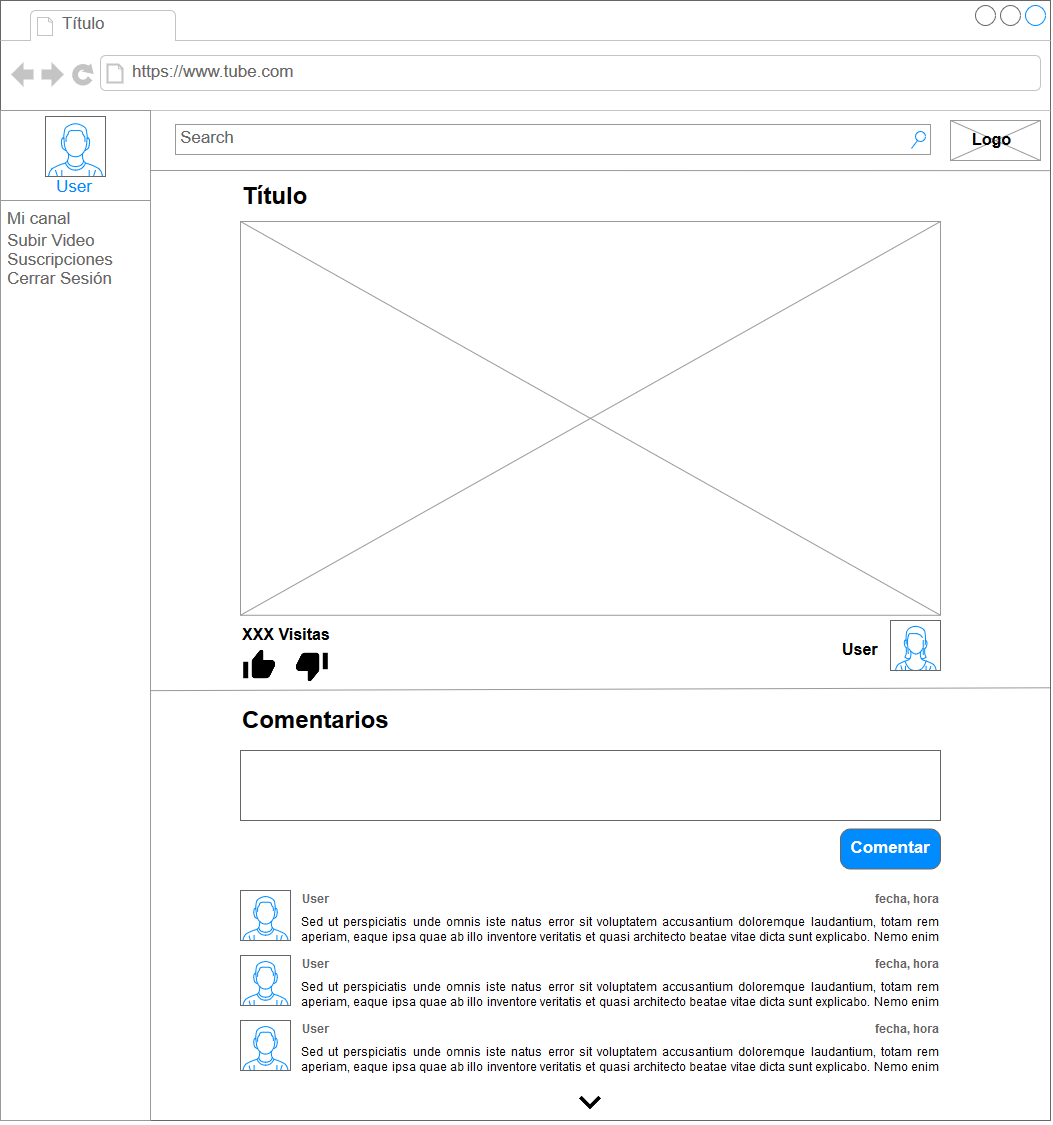 Título
https://www.tube.com
User
Mi canal
Subir Video
Suscripciones
Cerrar Sesión
Search
Logo
Título
XXX Visitas
User
Comentarios
Comentar
User fecha, hora
Sed ut perspiciatis unde omnis iste natus error sit voluptatem accusantium doloremque laudantium, totam rem
aperiam, eaque ipsa quae ab illo inventore veritatis et quasi architecto beatae vitae dicta sunt explicabo. Nemo enim
User fecha, hora
Sed ut perspiciatis unde omnis iste natus error sit voluptatem accusantium doloremque laudantium, totam rem
aperiam, eaque ipsa quae ab illo inventore veritatis et quasi architecto beatae vitae dicta sunt explicabo. Nemo enim
User fecha, hora
Sed ut perspiciatis unde omnis iste natus error sit voluptatem accusantium doloremque laudantium, totam rem
aperiam, eaque ipsa quae ab illo inventore veritatis et quasi architecto beatae vitae dicta sunt explicabo. Nemo enim